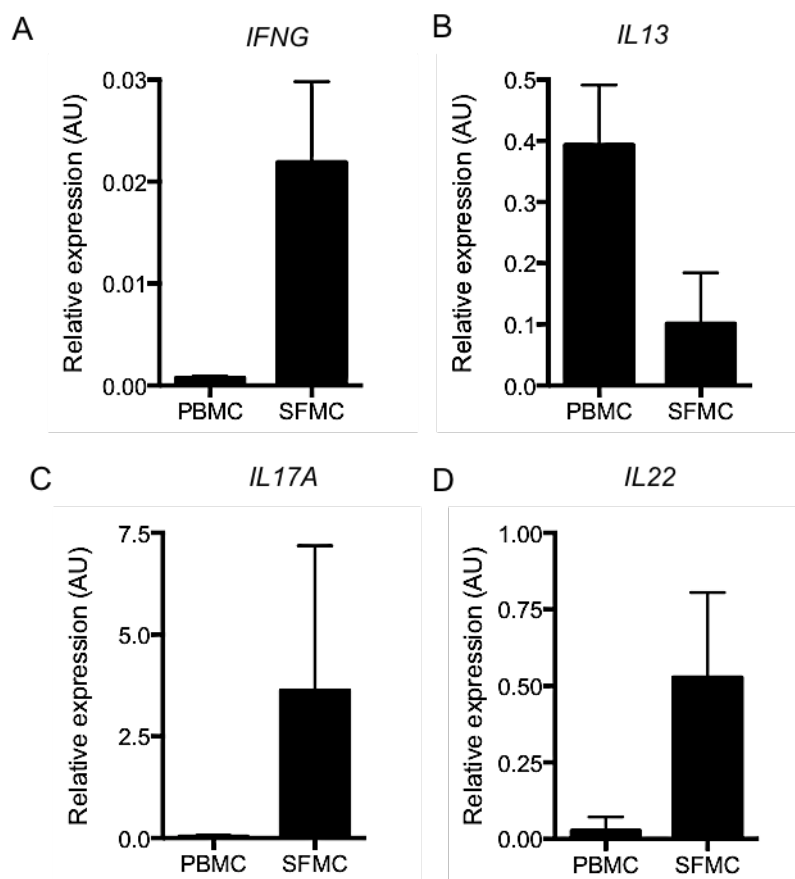 A
IFNG
Relative expression (AU)
0.03
0.02
0.01
0.00
PBMC SFMC
B
IL13
Relative expression (AU)
0.5
0.4
0.3
0.2
0.1
0.0
PBMC SFMC
C
IL17A
Relative expression (AU)
7.5
5.0
2.5
0.0
PBMC SFMC
D
IL22
Relative expression (AU)
1.00
0.75
0.50
0.25
0.00
PBMC SFMC